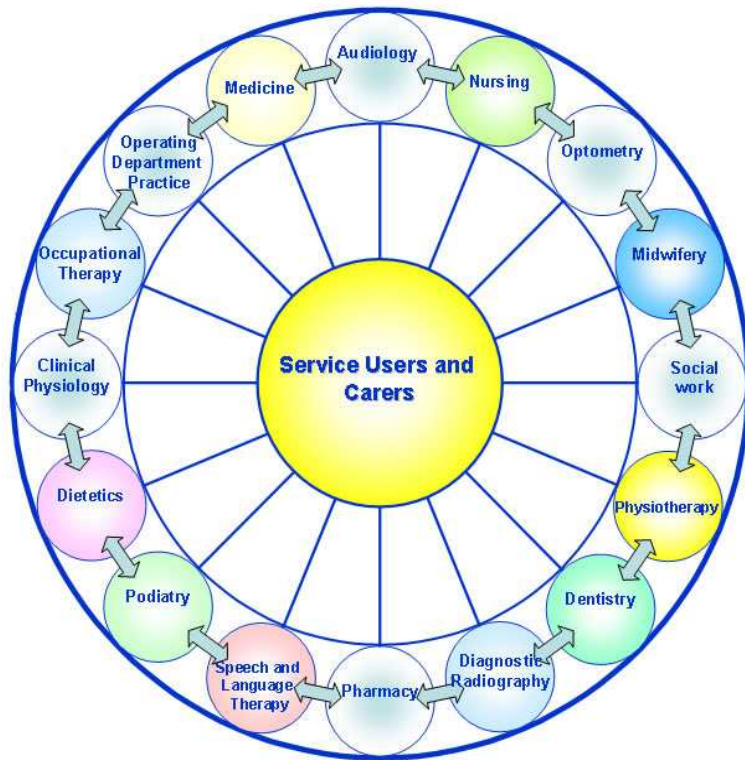 Audiology
Nursing
Optometry
Midwifery
Social
work
Physiotherapy
Dentistry
Diagnostic
Radiography
Pharmacy
Speech and
Language
Therapy
Podiatry
Dietetics
Clinical
Physiology
Occupational
Therapy
Operating
Department
Practice
Medicine
Service Users and
Carers